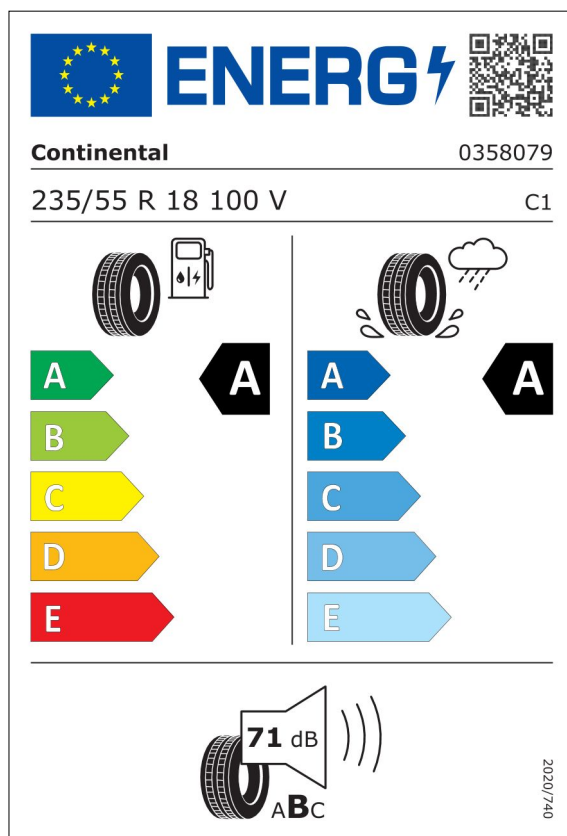 ENERG
Continental 0358079
235/55 R 18 100 V C1
A A
B
C
D
E
A A
B
C
D
E
71 dB
ABC
2020/740